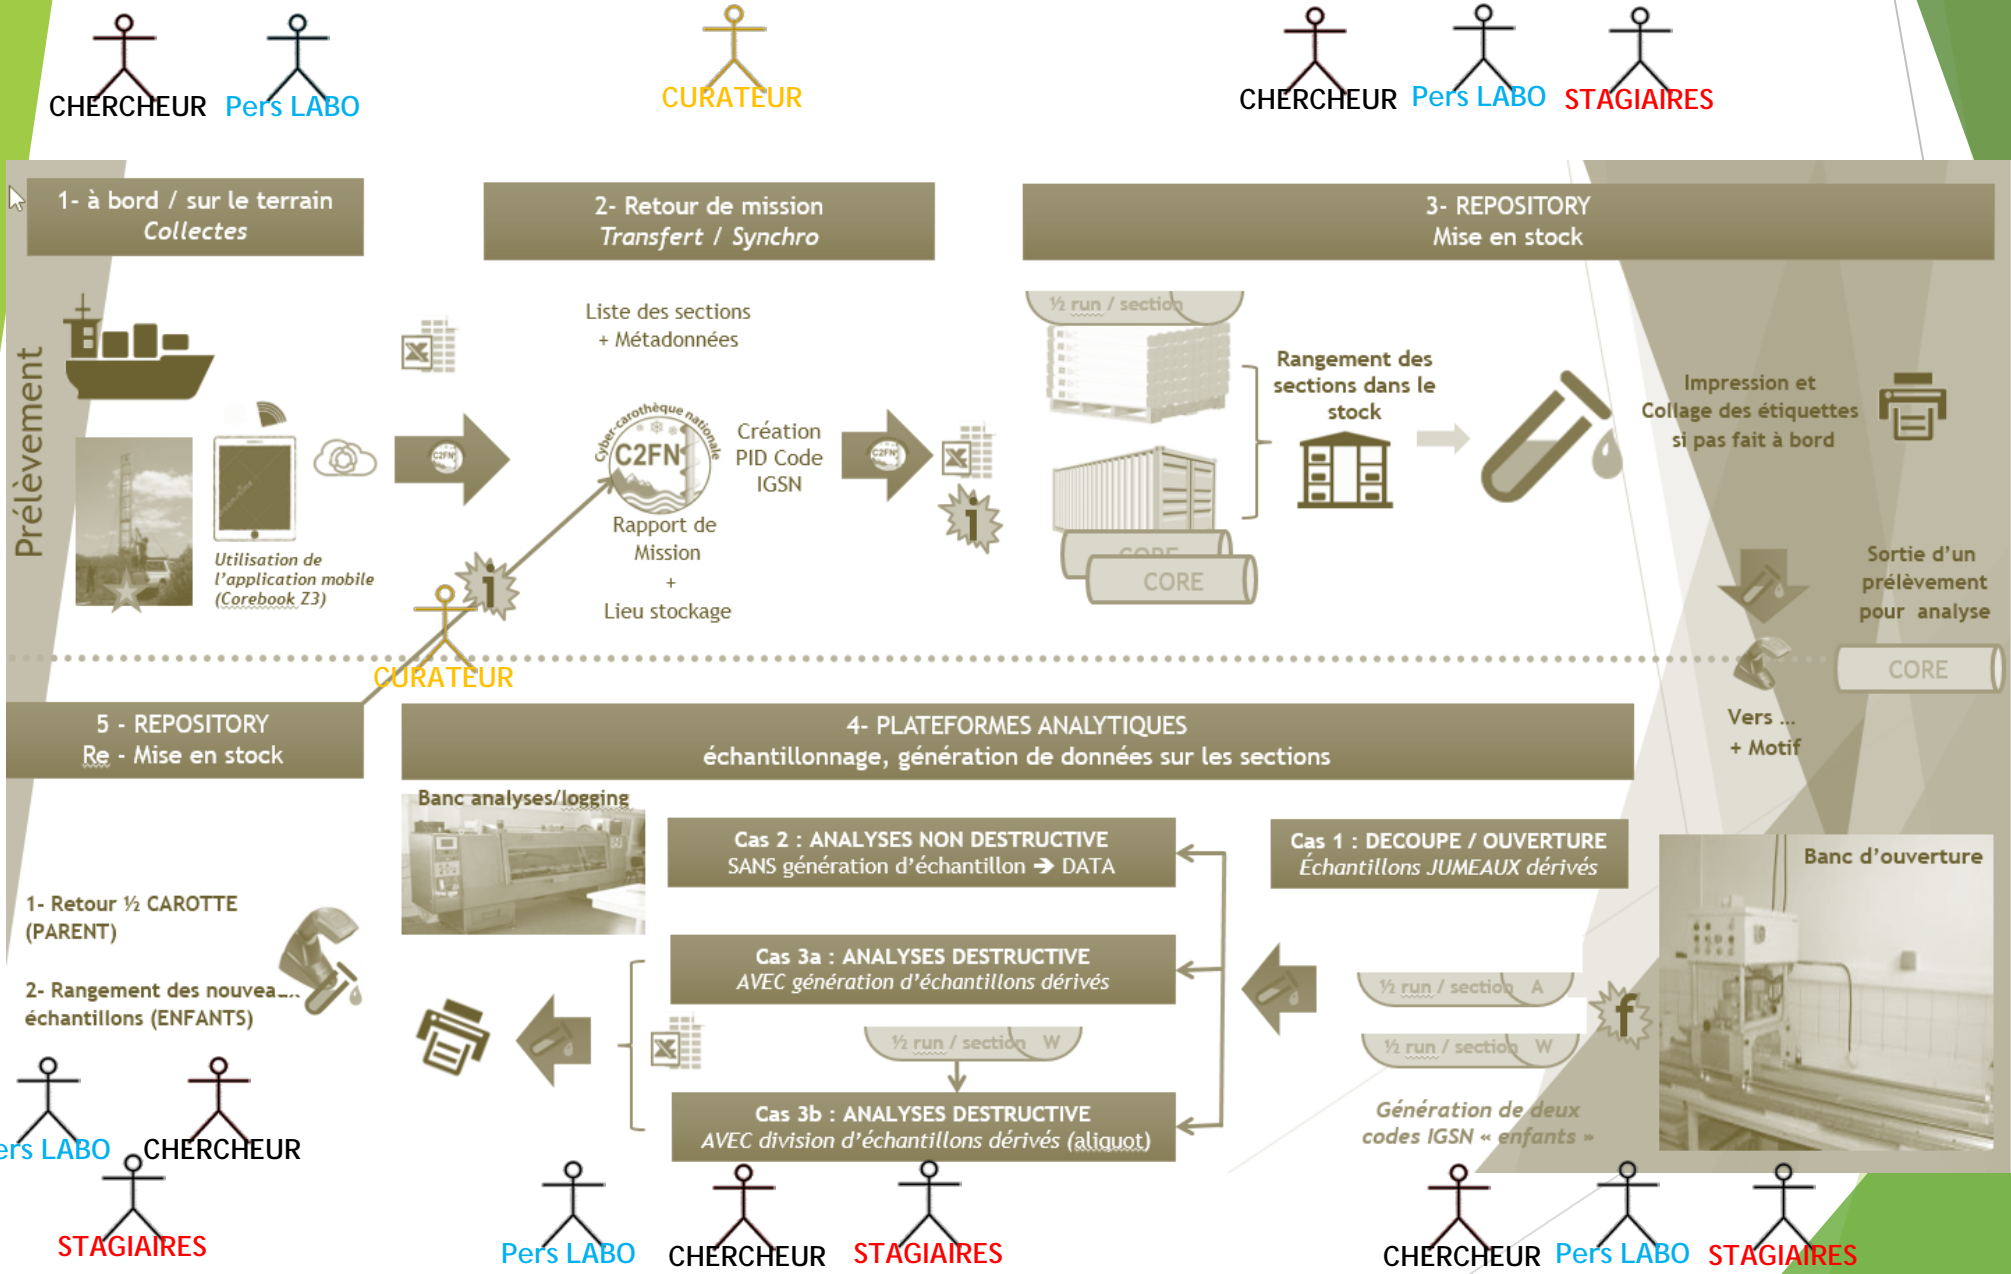 CHERCHEUR
Pers LABO
CURATEUR
CHERCHEUR
Pers LABO
STAGIAIRES
1- à bord / sur le terrain
Collectes
2- Retour de mission
Transfert / Synchro
3- REPOSITORY
Mise en stock
Prélèvement
Utilisation de
l'application mobile
(Corebook Z3)
C2FN
Liste des sections
+ Métadonnées
Cyber-carothèque nationale
C2FN
Création
PID Code
IGSN
Rapport de
Mission
+
Lieu stockage
C2FN
i
i
CURATEUR
½ run / section
CORE
CORE
Rangement des
sections dans le
stock
Impression et
Collage des étiquettes
si pas fait à bord
Sortie d'un
prélèvement
pour analyse
CORE
Vers ...
+ Motif
5 - REPOSITORY
Re - Mise en stock
4- PLATEFORMES ANALYTIQUES
échantillonnage, génération de données sur les sections
Banc analyses/logging
Cas 2 : ANALYSES NON DESTRUCTIVE
SANS génération d'échantillon ➔ DATA
Cas 1 : DECOUPE / OUVERTURE
Échantillons JUMEAUX dérivés
Banc d'ouverture
1- Retour ½ CAROTTE
(PARENT)
2- Rangement des nouveaux
échantillons (ENFANTS)
Cas 3a : ANALYSES DESTRUCTIVE
AVEC génération d'échantillons dérivés
½ run / section W
Cas 3b : ANALYSES DESTRUCTIVE
AVEC division d'échantillons dérivés (aliquot)
½ run / section A
½ run / section W
f
Génération de deux
codes IGSN « enfants »
ers LABO
CHERCHEUR
STAGIAIRES
Pers LABO
CHERCHEUR
STAGIAIRES
CHERCHEUR
Pers LABO
STAGIAIRES